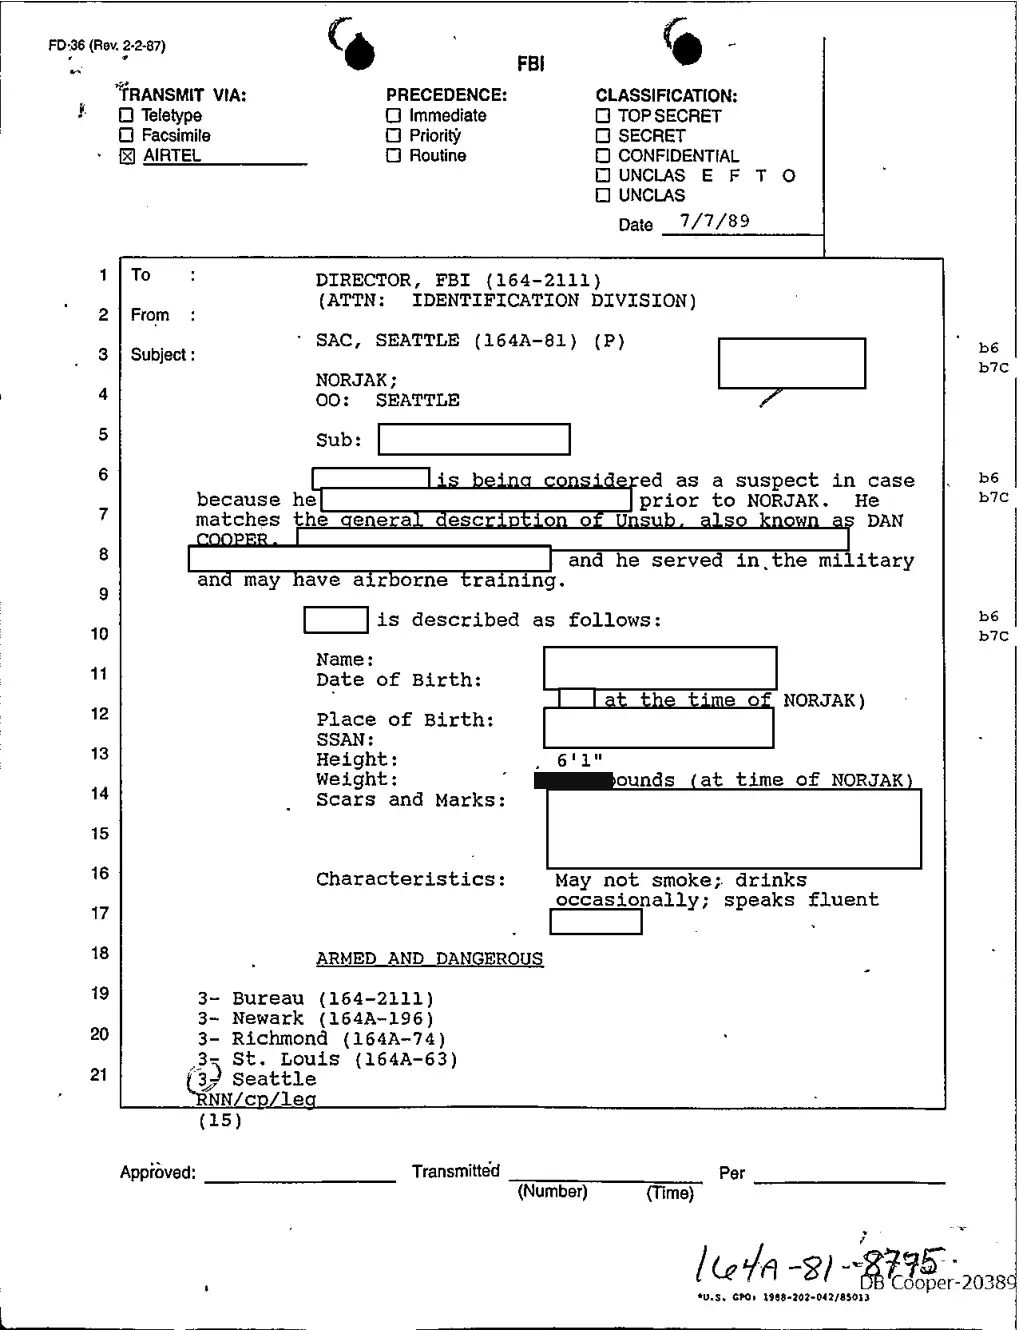 FD-36 (Rev. 2-2-87)
FBI
TRANSMIT VIA:
☐ Teletype
☐ Facsimile
☒ AIRTEL
PRECEDENCE:
☐ Immediate
☐ Priority
☐ Routine
CLASSIFICATION:
☐ TOP SECRET
☐ SECRET
☐ CONFIDENTIAL
☐ UNCLAS E F T O
☐ UNCLAS
Date 7/7/89
1 To :
DIRECTOR, FBI (164-2111)
(ATTN: IDENTIFICATION DIVISION)
2 From :
SAC, SEATTLE (164A-81) (P)
3 Subject :
b6
b7C
NORJAK;
4 OO: SEATTLE
5 Sub:
6 is being considered as a suspect in case
b6
because he prior to NORJAK. He
b7C
7 matches the general description of Unsub, also known as DAN
COOPER.
8 and he served in the military
and may have airborne training.
9
is described as follows:
b6
10
b7C
Name:
11 Date of Birth:
at the time of NORJAK)
12 Place of Birth:
SSAN:
13 Height: 6'1"
Weight: pounds (at time of NORJAK)
14 Scars and Marks:
15
16 Characteristics: May not smoke; drinks
occasionally; speaks fluent
17
18 ARMED AND DANGEROUS
19 3- Bureau (164-2111)
3- Newark (164A-196)
20 3- Richmond (164A-74)
3- St. Louis (164A-63)
21 3- Seattle
RNN/cp/leg
(15)
Approved: Transmitted Per
(Number) (Time)
164A-81-8795
DB Cooper-20389
*U.S. GPO: 1988-202-042/85013